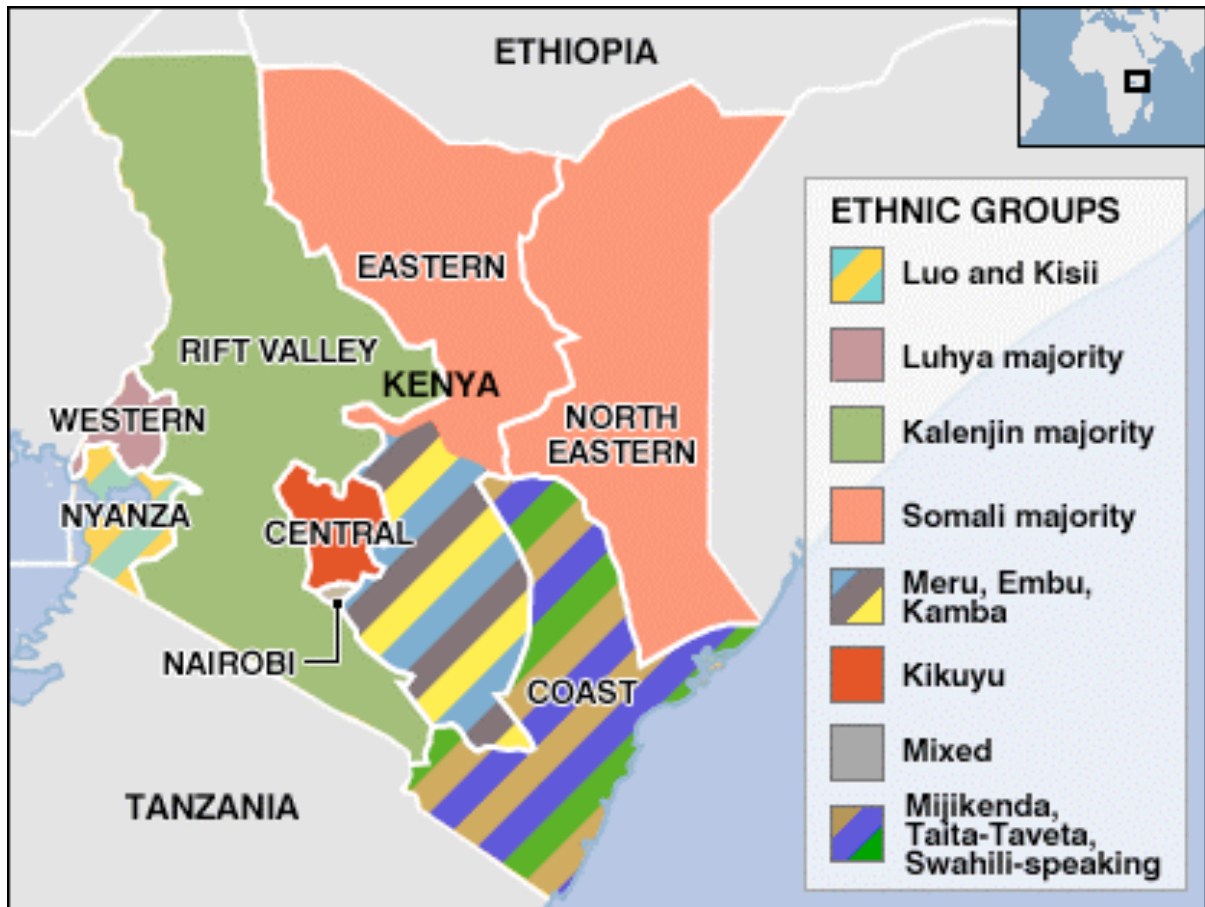 ETHIOPIA
EASTERN
RIFT VALLEY
KENYA
WESTERN
NORTH
EASTERN
NYANZA
CENTRAL
NAIROBI
COAST
TANZANIA
ETHNIC GROUPS
Luo and Kisii
Luhya majority
Kalenjin majority
Somali majority
Meru, Embu,
Kamba
Kikuyu
Mixed
Mijikenda,
Taita-Taveta,
Swahili-speaking